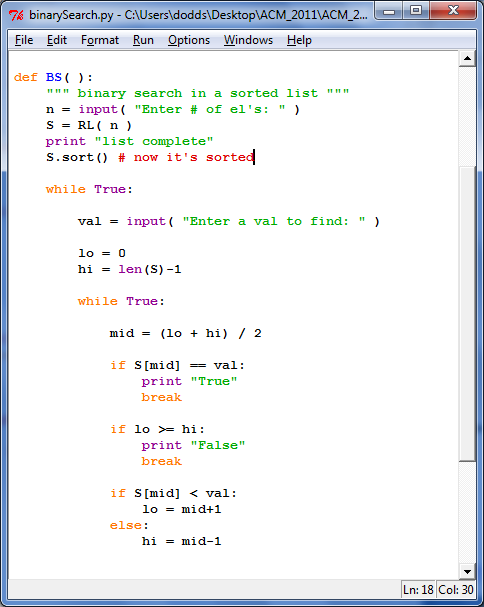 binarySearch.py - C:\Users\dodds\Desktop\ACM_2011\ACM_2...
File Edit Format Run Options Windows Help
def BS( ):
    """ binary search in a sorted list """
    n = input( "Enter # of el's: " )
    S = RL( n )
    print "list complete"
    S.sort() # now it's sorted
    while True:
        val = input( "Enter a val to find: " )
        lo = 0
        hi = len(S)-1
        while True:
            mid = (lo + hi) / 2
            if S[mid] == val:
                print "True"
                break
            if lo >= hi:
                print "False"
                break
            if S[mid] < val:
                lo = mid+1
            else:
                hi = mid-1
Ln: 18 Col: 30